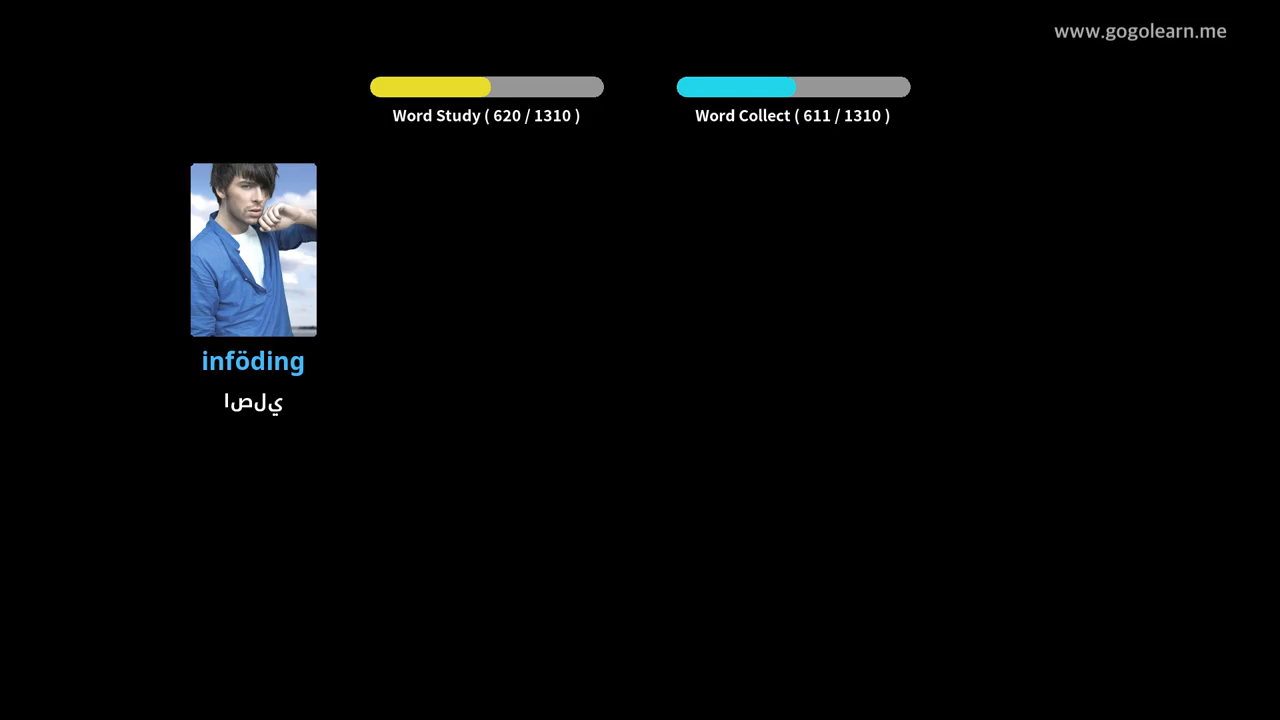 www.gogolearn.me
Word Study ( 620 / 1310 )
Word Collect ( 611 / 1310 )
inföding
اصلي